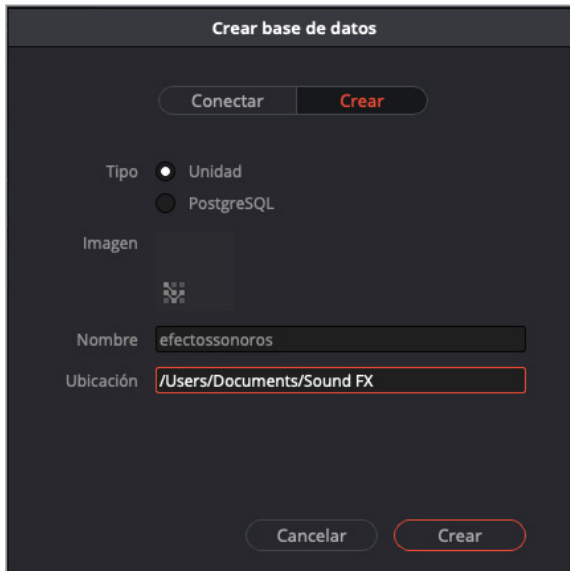 Crear base de datos
Conectar Crear
Tipo Unidad
PostgreSQL
Imagen
Nombre efectossonoros
Ubicación /Users/Documents/Sound FX
Cancelar Crear